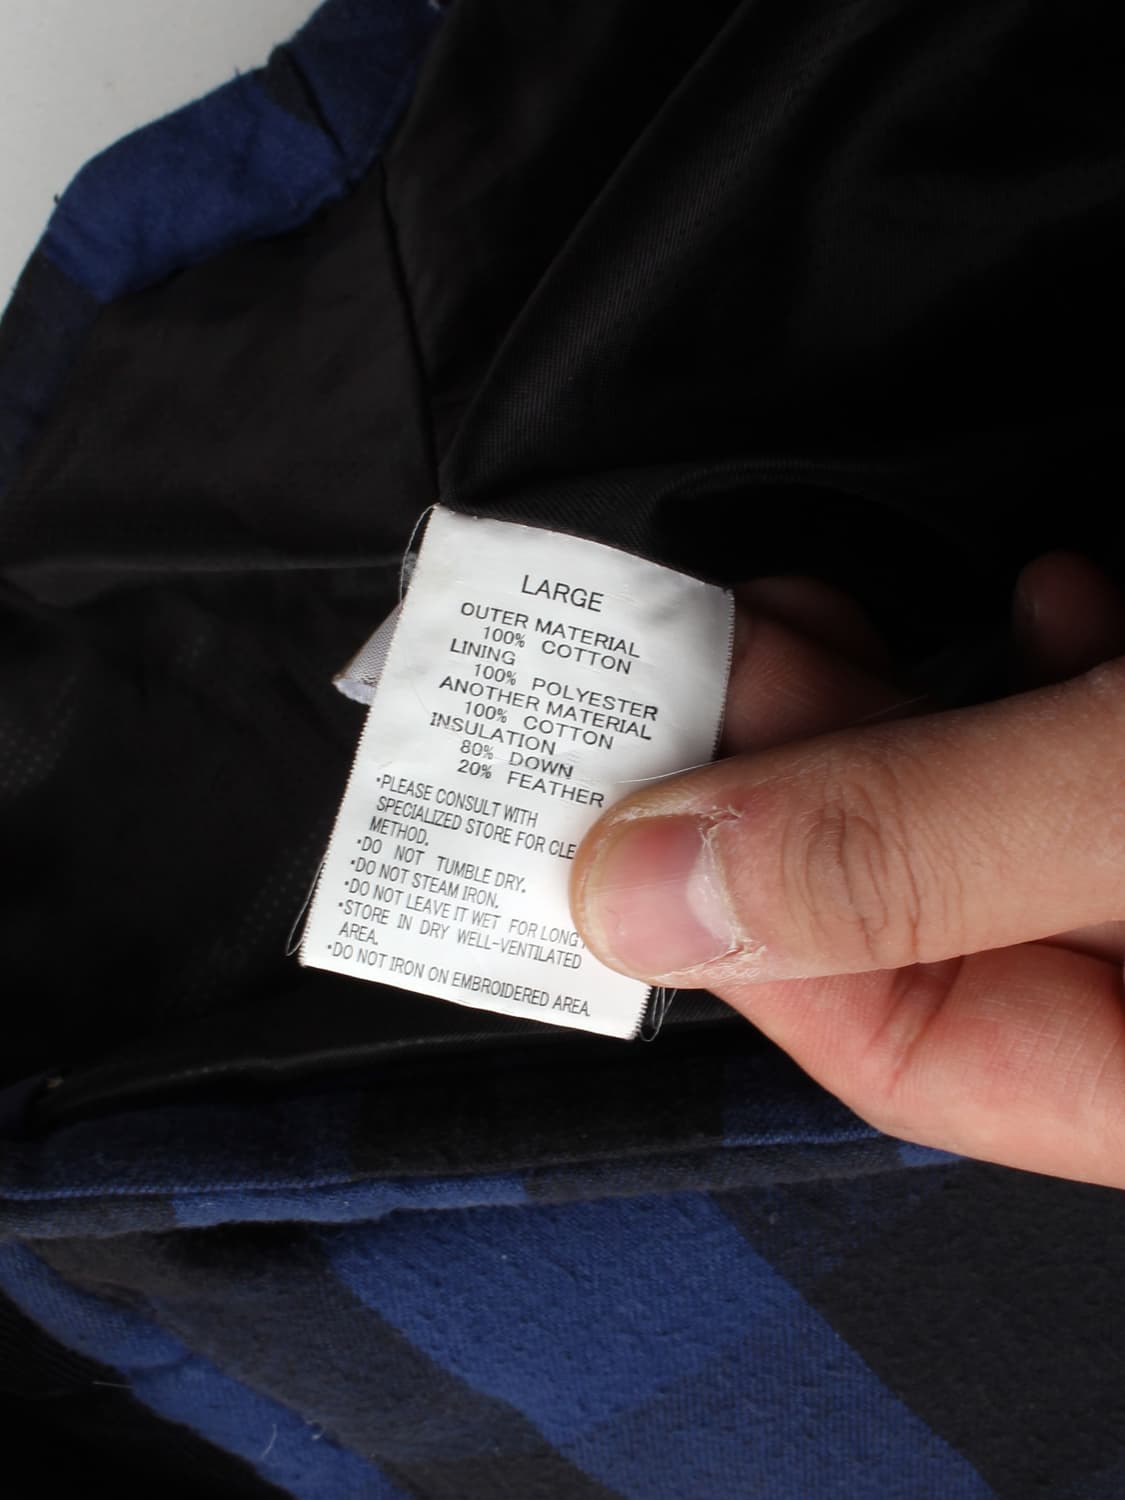 LARGE
OUTER MATERIAL
100% COTTON
LINING
100% POLYESTER
ANOTHER MATERIAL
100% COTTON
INSULATION
80% DOWN
20% FEATHER
•PLEASE CONSULT WITH
SPECIALIZED STORE FOR CLE
METHOD.
•DO NOT TUMBLE DRY.
•DO NOT STEAM IRON.
•DO NOT LEAVE IT WET FOR LONG
•STORE IN DRY WELL-VENTILATED
AREA.
•DO NOT IRON ON EMBROIDERED AREA.